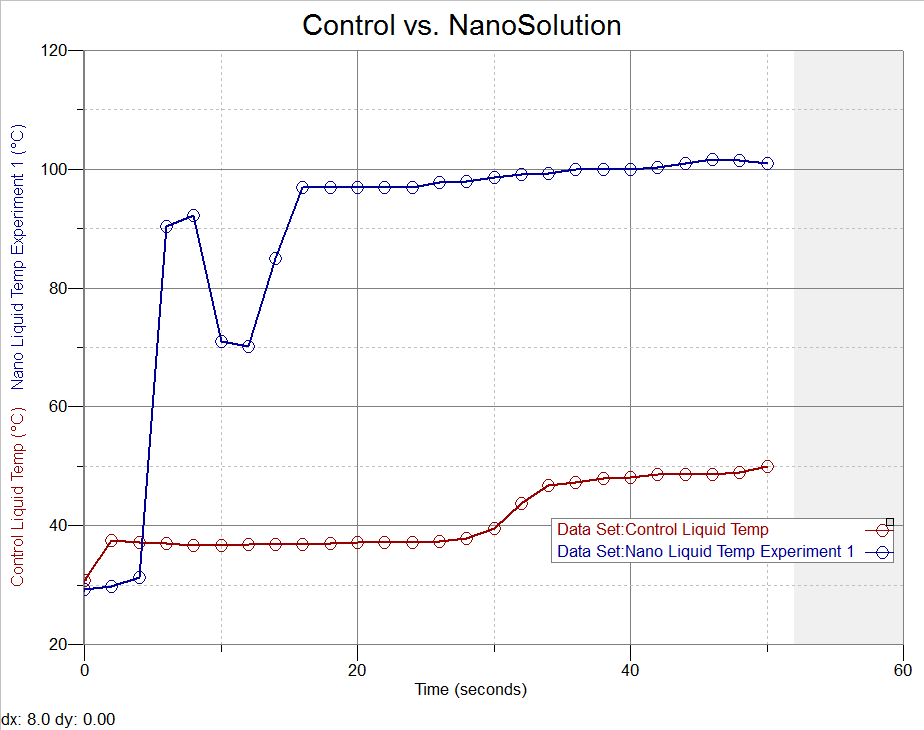 Control vs. NanoSolution
120
100
80
60
40
20
Control Liquid Temp (°C) Nano Liquid Temp Experiment 1 (°C)
Data Set:Control Liquid Temp
Data Set:Nano Liquid Temp Experiment 1
0 20 40 60
Time (seconds)
dx: 8.0 dy: 0.00